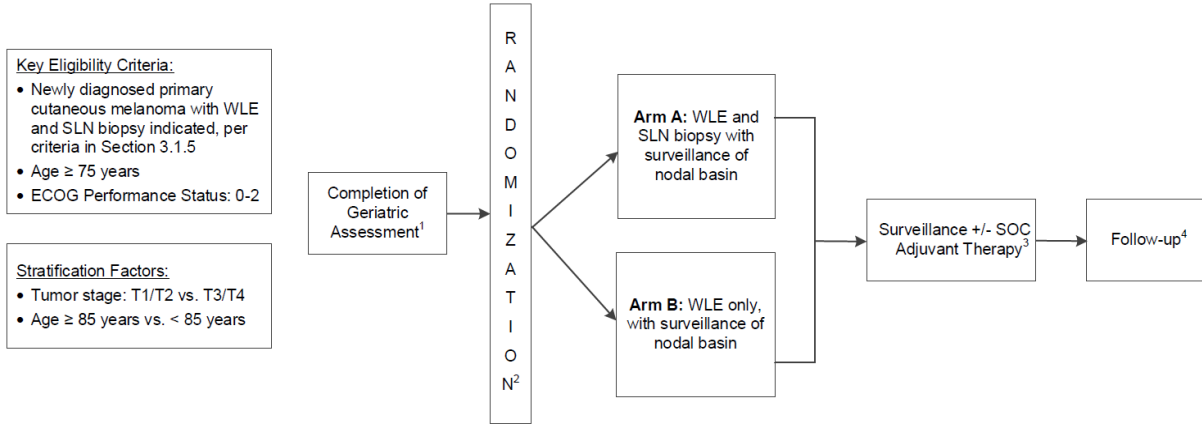 Key Eligibility Criteria:
• Newly diagnosed primary
cutaneous melanoma with WLE
and SLN biopsy indicated, per
criteria in Section 3.1.5
• Age ≥ 75 years
• ECOG Performance Status: 0-2
Stratification Factors:
• Tumor stage: T1/T2 vs. T3/T4
• Age ≥ 85 years vs. < 85 years
Completion of
Geriatric
Assessment1
R
A
N
D
O
M
I
Z
A
T
I
O
N2
Arm A: WLE and
SLN biopsy with
surveillance of
nodal basin
Arm B: WLE only,
with surveillance of
nodal basin
Surveillance +/- SOC
Adjuvant Therapy3
Follow-up4